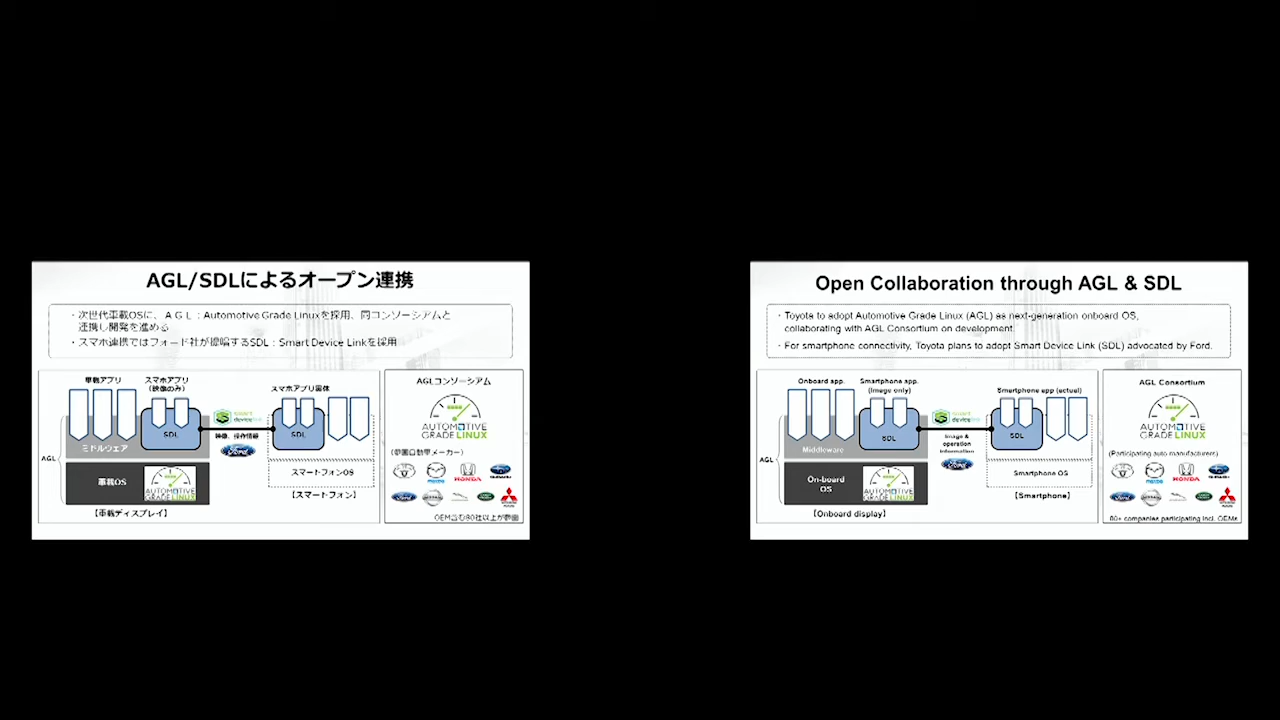 AGL/SDLによるオープン連携
・次世代車載OSに、AGL:Automotive Grade Linuxを採用、同コンソーシアムと
連携し開発を進める
・スマホ連携ではフォード社が提唱するSDL:Smart Device Linkを採用
車載アプリ
スマホアプリ
(映像のみ)
スマホアプリ実体
smart
SDL
映像、操作情報
SDL
ミドルウェア
Ford
AGL
車載OS
AUTOMOTIVE
GRADE LINUX
スマートフォンOS
【スマートフォン】
【車載ディスプレイ】
AGLコンソーシアム
AUTOMOTIVE
GRADE LINUX
(参画自動車メーカー)
mazda
HONDA
SUBARU
Ford
OEM含む80社以上が参画
Open Collaboration through AGL & SDL
・Toyota to adopt Automotive Grade Linux (AGL) as next-generation onboard OS,
collaborating with AGL Consortium on development.
・For smartphone connectivity, Toyota plans to adopt Smart Device Link (SDL) advocated by Ford.
Onboard app.
Smartphone app.
(Image only)
Smartphone app (actual)
smart
SDL
Image &
operation
information
SDL
Middleware
Ford
AGL
On-board
OS
AUTOMOTIVE
GRADE LINUX
Smartphone OS
【Smartphone】
【Onboard display】
AGL Consortium
AUTOMOTIVE
GRADE LINUX
(Participating auto manufacturers)
mazda
HONDA
SUBARU
Ford
80+ companies participating incl. OEMs